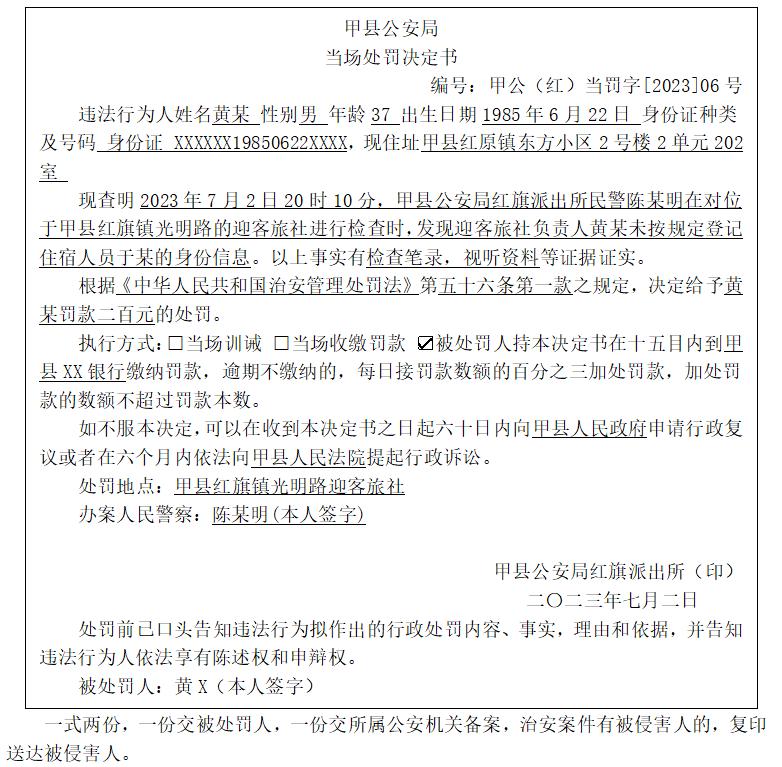 甲县公安局
当场处罚决定书
编号：甲公（红）当罚字[2023]06号
违法行为人姓名黄某 性别男 年龄37 出生日期1985年6月22日 身份证种类
及号码 身份证 XXXXXX19850622XXXX，现住址甲县红原镇东方小区2号楼2单元202
室
现查明2023年7月2日20时10分，甲县公安局红旗派出所民警陈某明在对位
于甲县红旗镇光明路的迎客旅社进行检查时，发现迎客旅社负责人黄某未按规定登记
住宿人员于某的身份信息。以上事实有检查笔录，视听资料等证据证实。
根据《中华人民共和国治安管理处罚法》第五十六条第一款之规定，决定给予黄
某罚款二百元的处罚。
执行方式：☐当场训诫 ☐当场收缴罚款 ☑被处罚人持本决定书在十五日内到甲
县XX银行缴纳罚款，逾期不缴纳的，每日接罚款数额的百分之三加处罚款，加处罚
款的数额不超过罚款本数。
如不服本决定，可以在收到本决定书之日起六十日内向甲县人民政府申请行政复
议或者在六个月内依法向甲县人民法院提起行政诉讼。
处罚地点：甲县红旗镇光明路迎客旅社
办案人民警察：陈某明(本人签字)
甲县公安局红旗派出所（印）
二〇二三年七月二日
处罚前已口头告知违法行为拟作出的行政处罚内容、事实，理由和依据，并告知
违法行为人依法享有陈述权和申辩权。
被处罚人：黄X（本人签字）
一式两份，一份交被处罚人，一份交所属公安机关备案，治安案件有被侵害人的，复印
送达被侵害人。